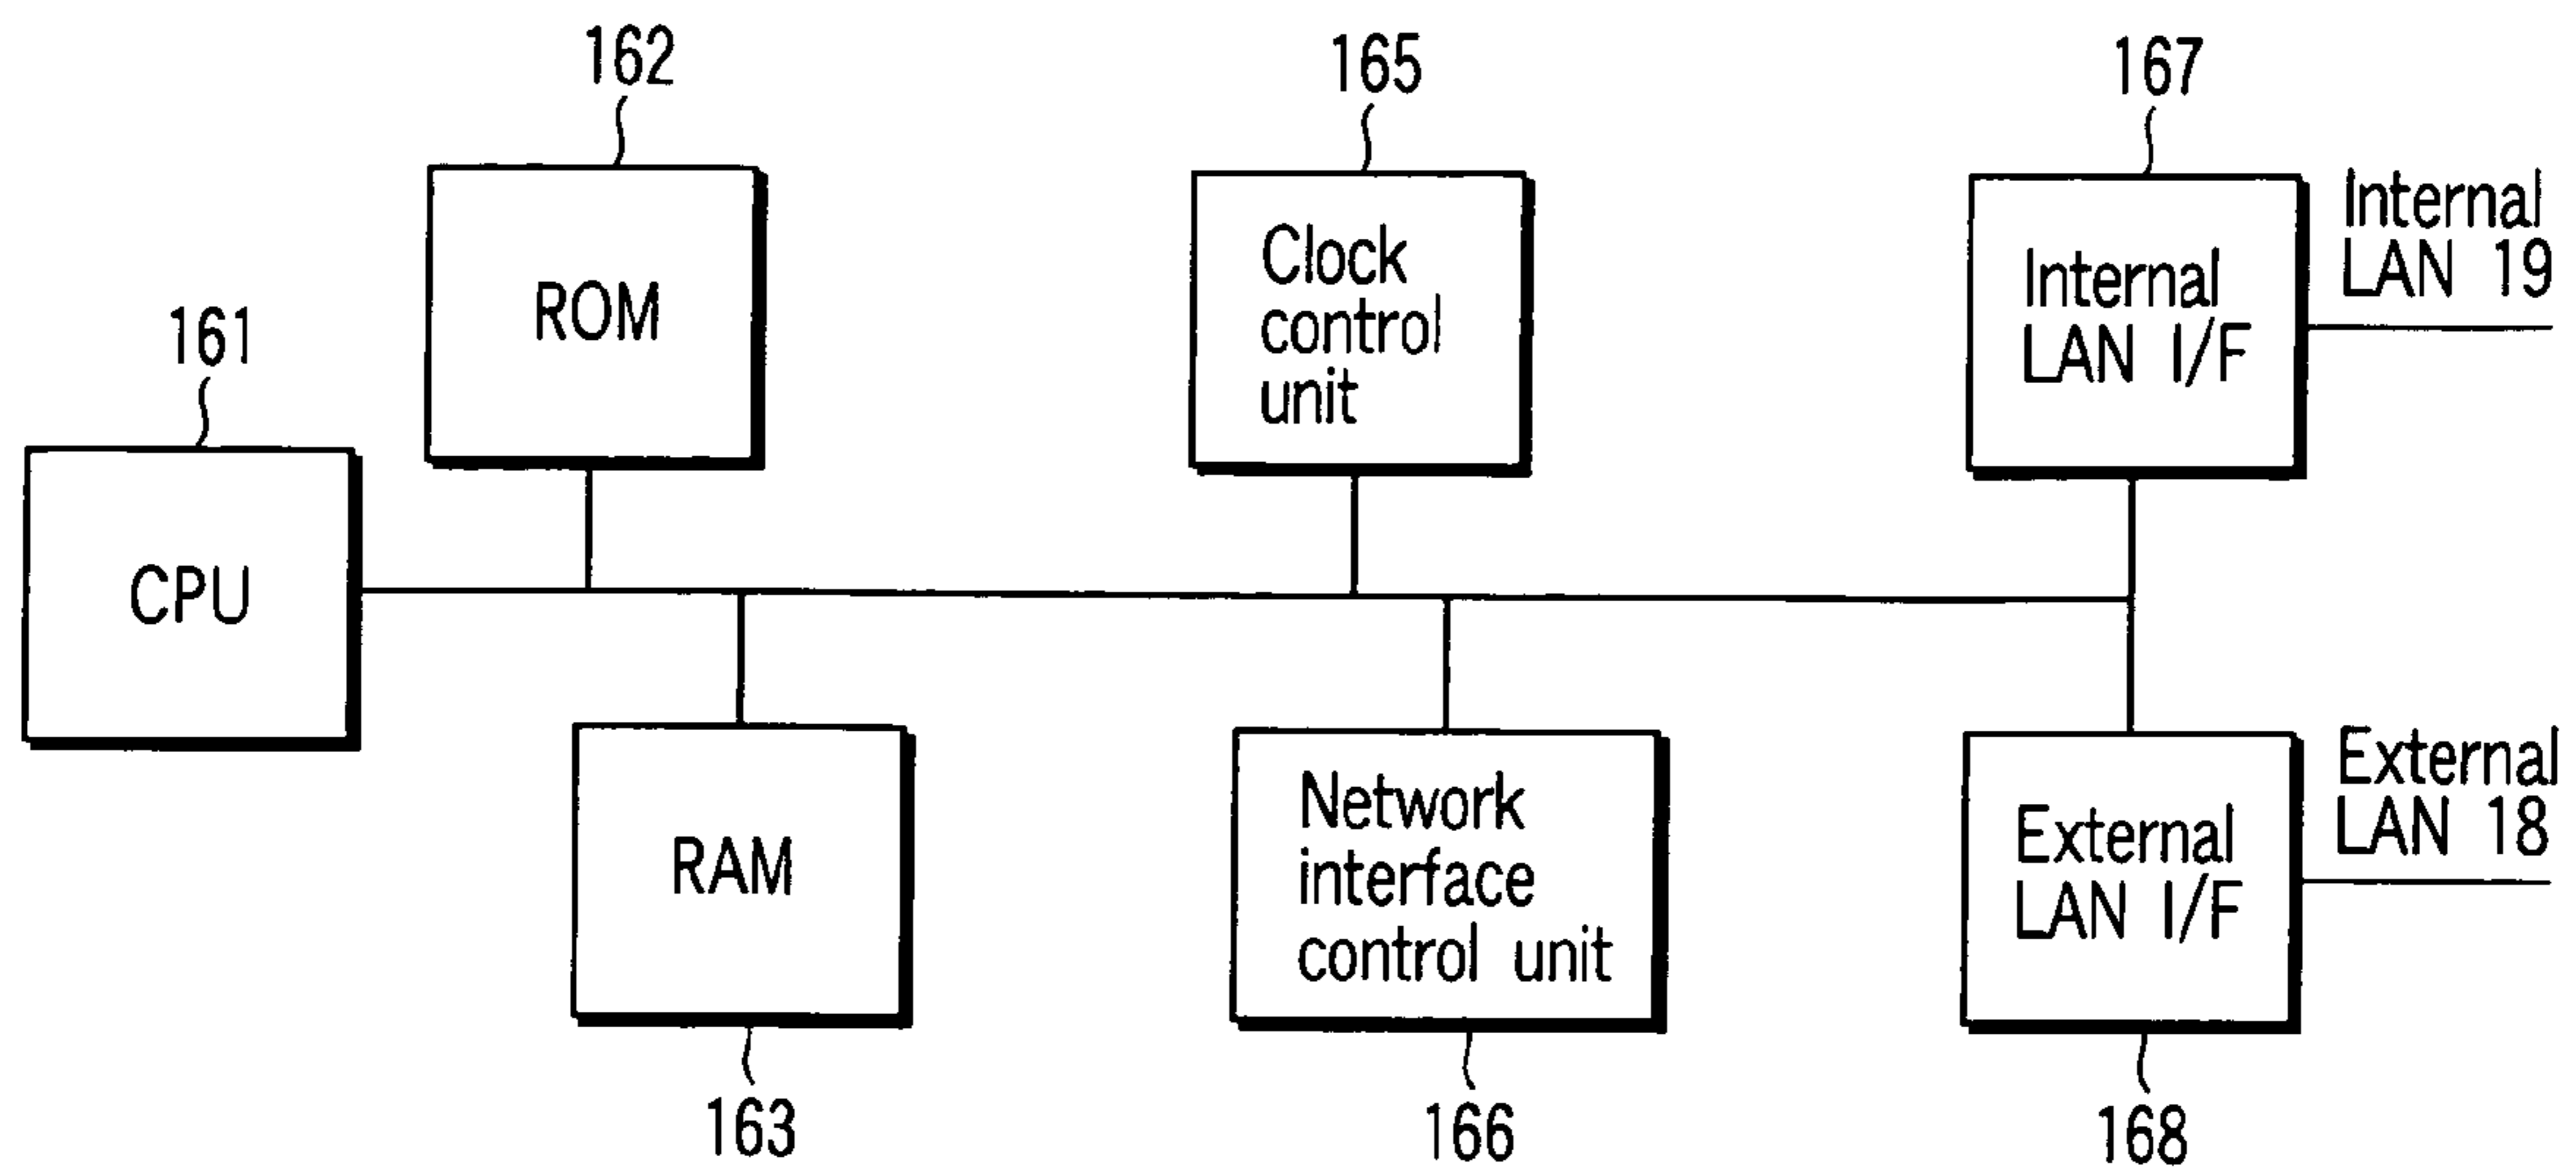 162
165
167
161
ROM
Clock
control
unit
Internal
LAN I/F
Internal
LAN 19
CPU
RAM
Network
interface
control unit
External
LAN I/F
External
LAN 18
163
166
168